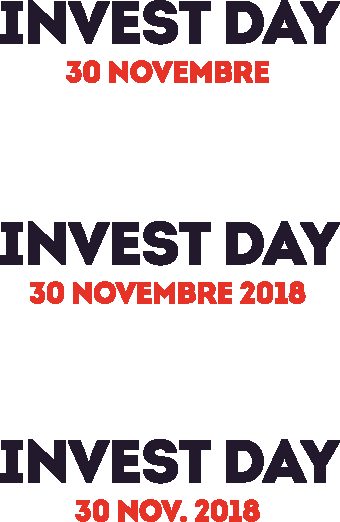 INVEST DAY
30 NOVEMBRE
INVEST DAY
30 NOVEMBRE 2018
INVEST DAY
30 NOV. 2018